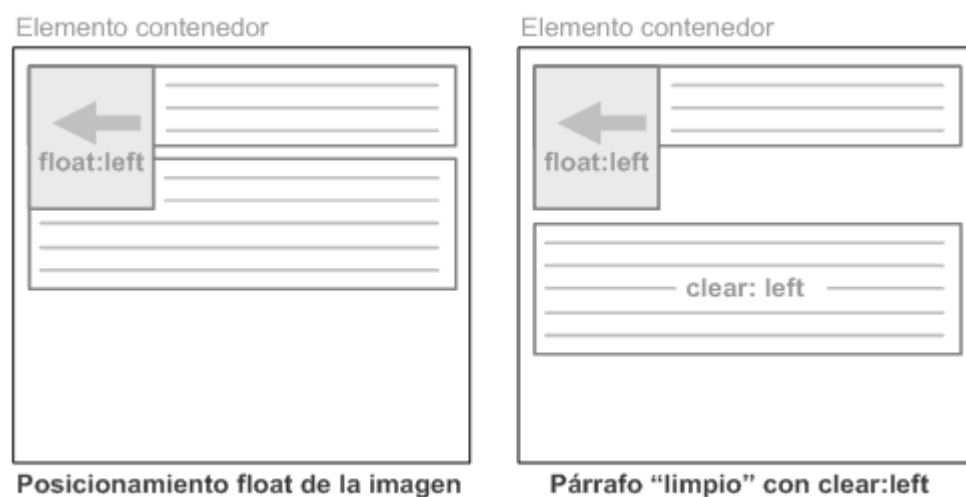 Elemento contenedor
float:left
Posicionamiento float de la imagen
Elemento contenedor
float:left
clear: left
Párrafo “limpio” con clear:left